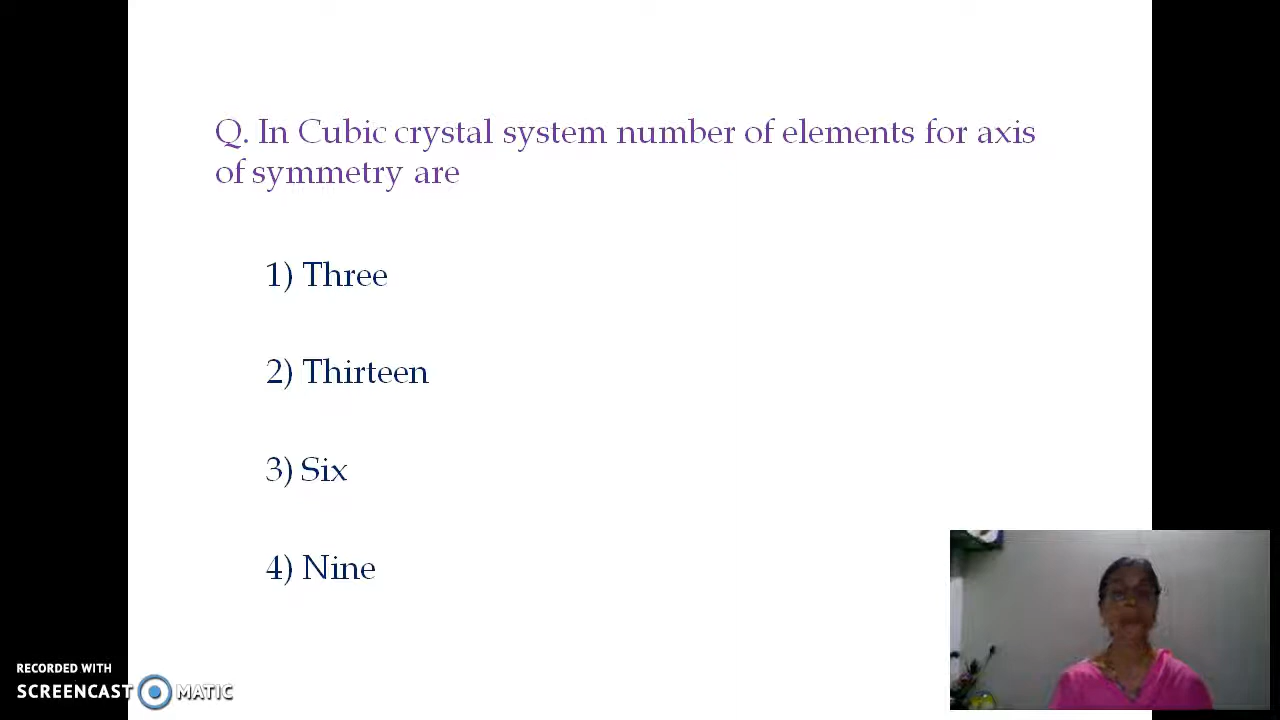 Q. In Cubic crystal system number of elements for axis
of symmetry are
1) Three
2) Thirteen
3) Six
4) Nine
RECORDED WITH
SCREENCAST MATIC